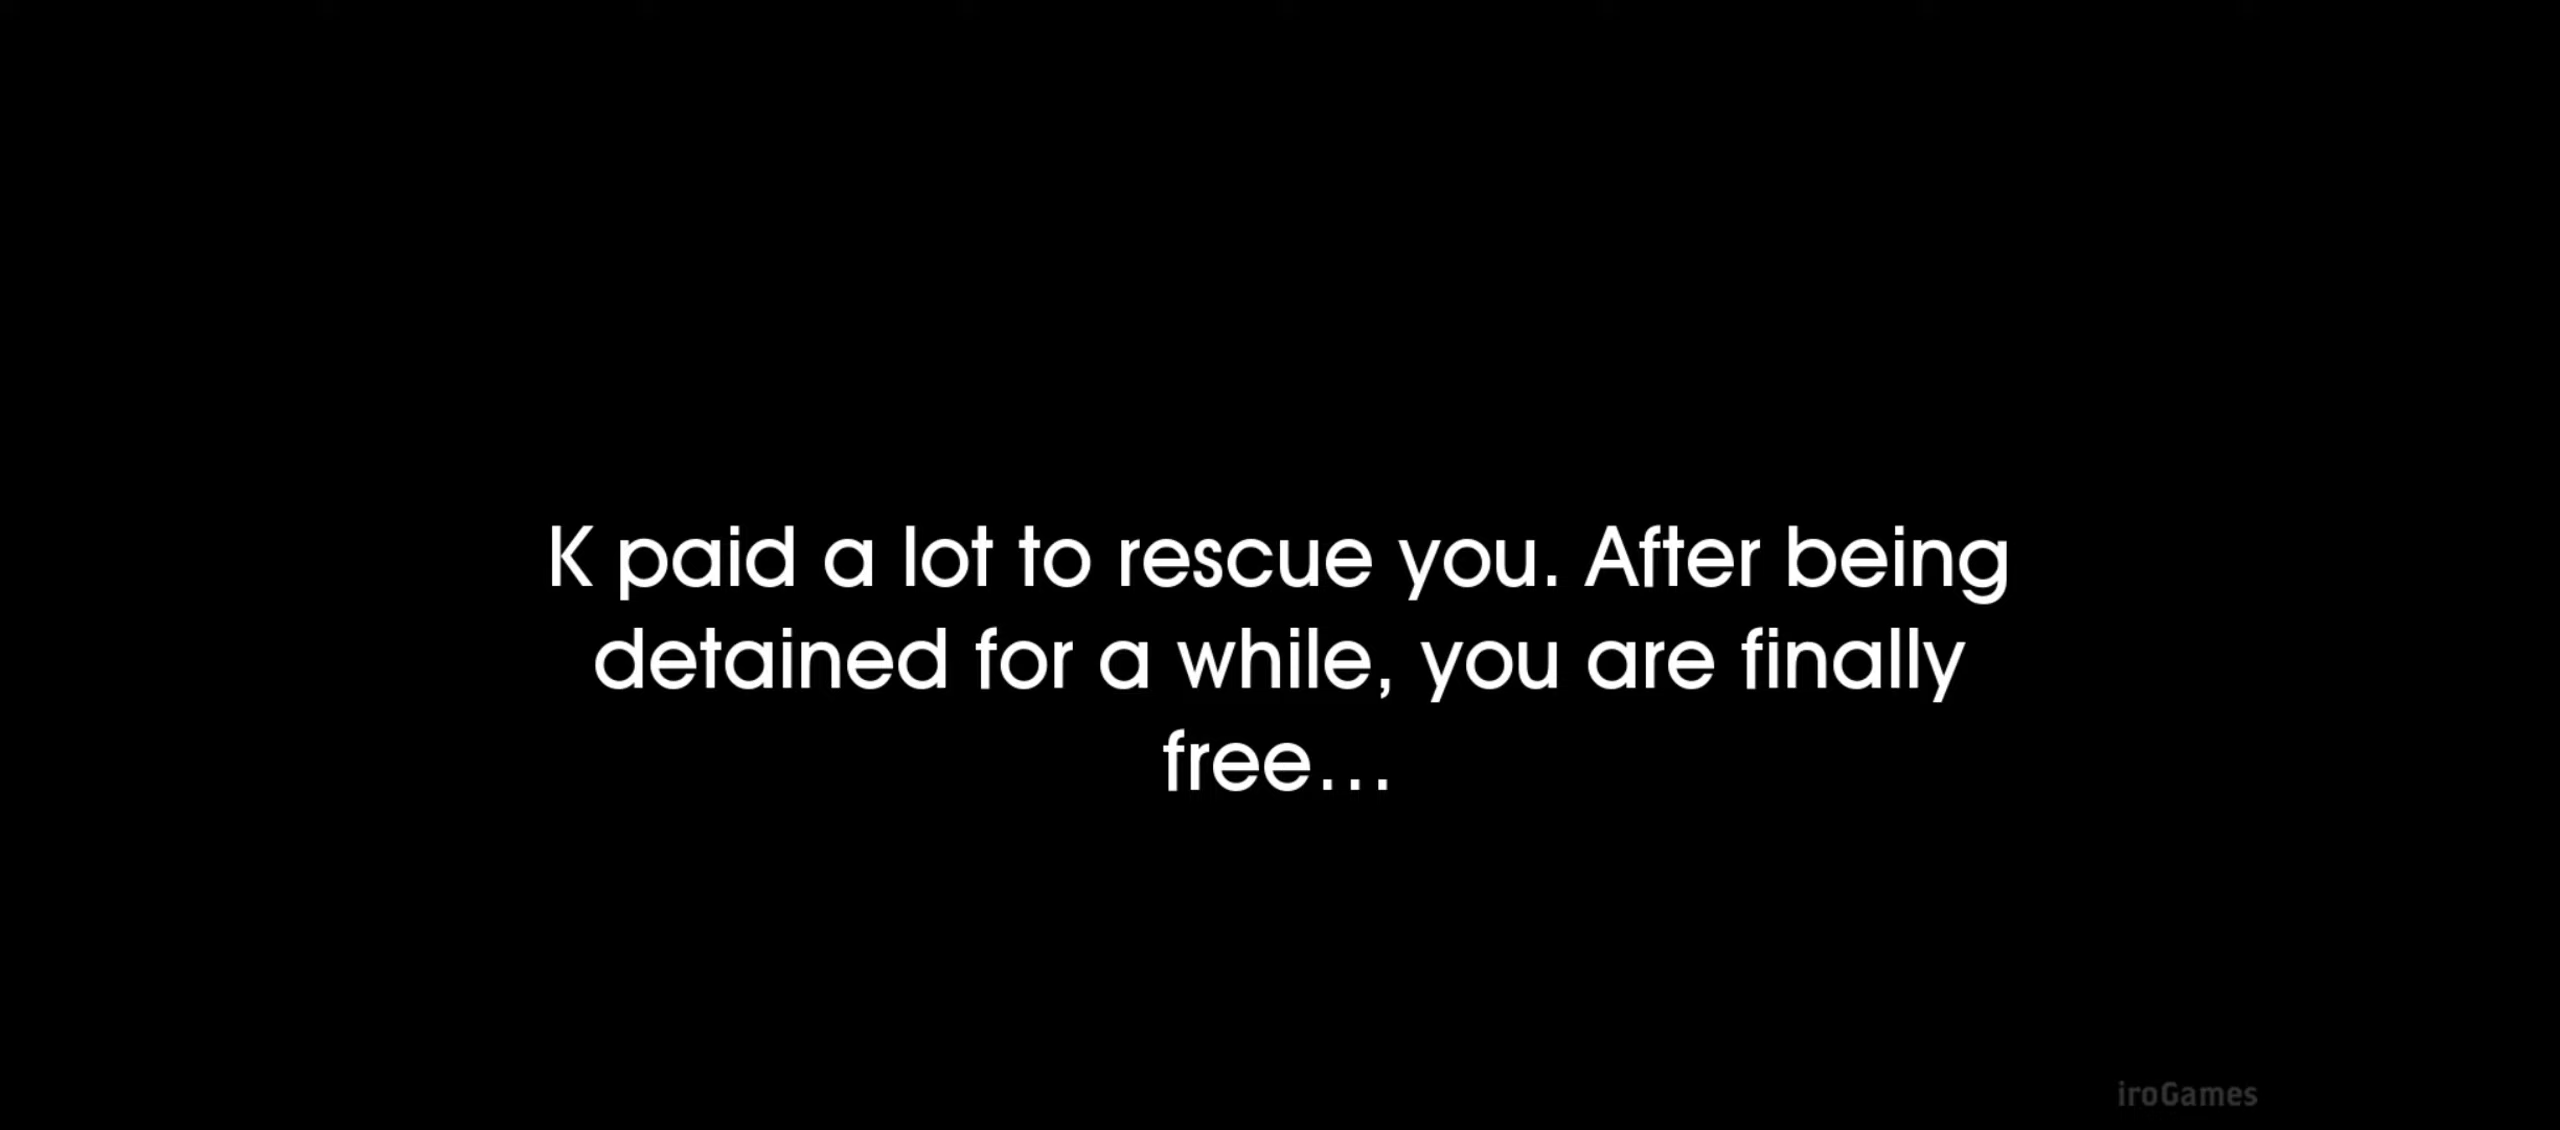 K paid a lot to rescue you. After being
detained for a while, you are finally
free...
iroGames